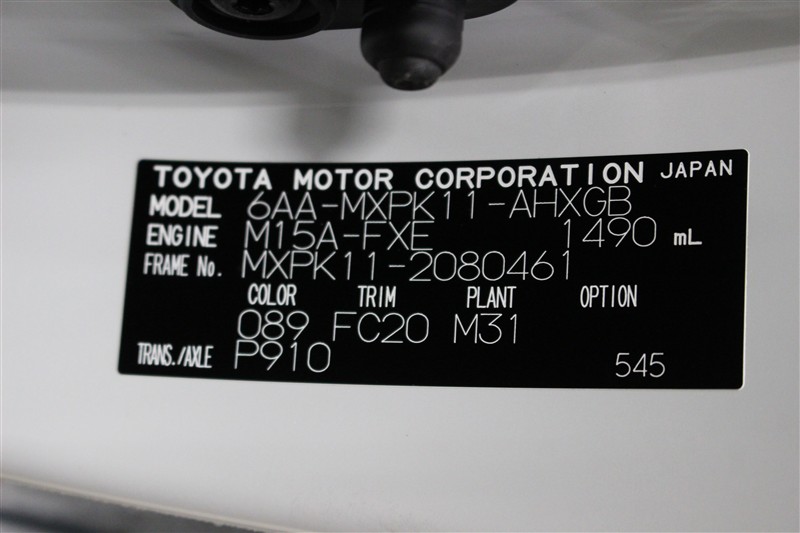 TOYOTA MOTOR CORPORATION JAPAN
MODEL 6AA-MXPK11-AHXGB
ENGINE M15A-FXE 1490 mL
FRAME No. MXPK11-2080461
COLOR TRIM PLANT OPTION
089 FC20 M31
TRANS./AXLE P910 545